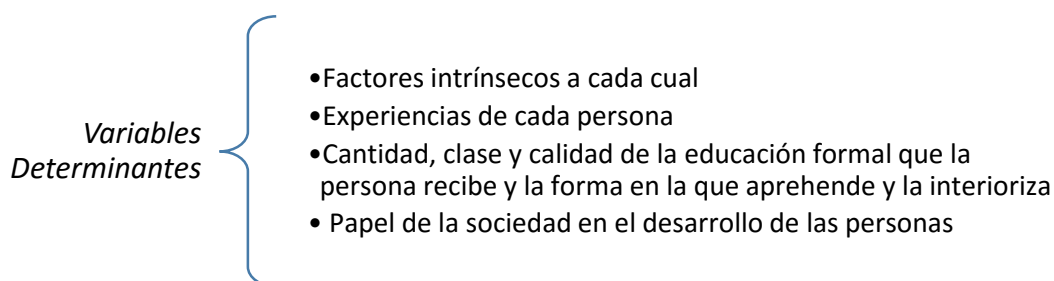 Variables
Determinantes
•Factores intrínsecos a cada cual
•Experiencias de cada persona
•Cantidad, clase y calidad de la educación formal que la
persona recibe y la forma en la que aprehende y la interioriza
• Papel de la sociedad en el desarrollo de las personas